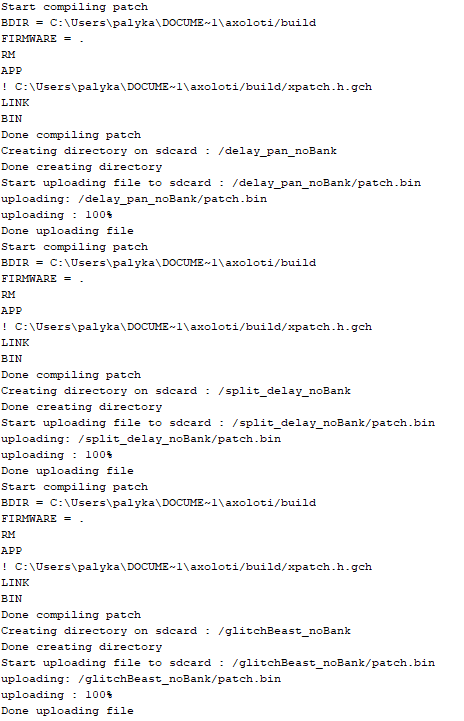 Start compiling patch
BDIR = C:\Users\palyka\DOCUME~1\axoloti/build
FIRMWARE = .
RM
APP
! C:\Users\palyka\DOCUME~1\axoloti/build/xpatch.h.gch
LINK
BIN
Done compiling patch
Creating directory on sdcard : /delay_pan_noBank
Done creating directory
Start uploading file to sdcard : /delay_pan_noBank/patch.bin
uploading: /delay_pan_noBank/patch.bin
uploading : 100%
Done uploading file
Start compiling patch
BDIR = C:\Users\palyka\DOCUME~1\axoloti/build
FIRMWARE = .
RM
APP
! C:\Users\palyka\DOCUME~1\axoloti/build/xpatch.h.gch
LINK
BIN
Done compiling patch
Creating directory on sdcard : /split_delay_noBank
Done creating directory
Start uploading file to sdcard : /split_delay_noBank/patch.bin
uploading: /split_delay_noBank/patch.bin
uploading : 100%
Done uploading file
Start compiling patch
BDIR = C:\Users\palyka\DOCUME~1\axoloti/build
FIRMWARE = .
RM
APP
! C:\Users\palyka\DOCUME~1\axoloti/build/xpatch.h.gch
LINK
BIN
Done compiling patch
Creating directory on sdcard : /glitchBeast_noBank
Done creating directory
Start uploading file to sdcard : /glitchBeast_noBank/patch.bin
uploading: /glitchBeast_noBank/patch.bin
uploading : 100%
Done uploading file